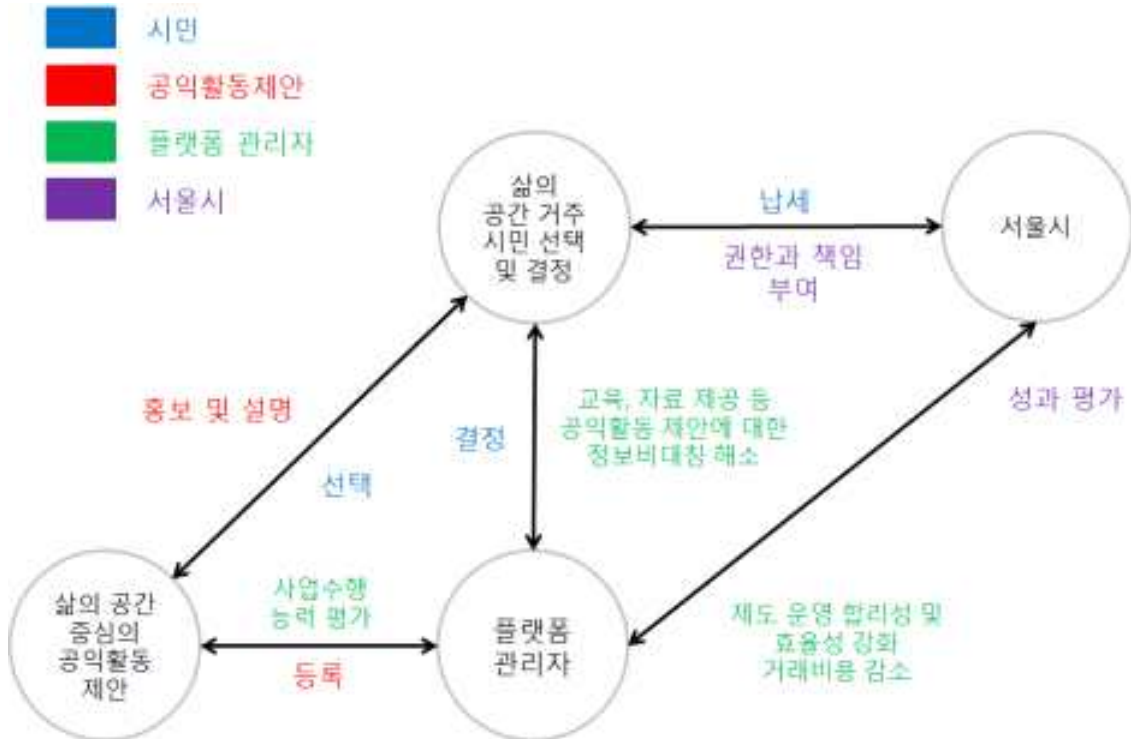 시민
공익활동제안
플랫폼 관리자
서울시
삶의
공간 거주
시민 선택
및 결정
납세
권한과 책임
부여
서울시
홍보 및 설명
선택
결정
교육, 자료 제공 등
공익활동 제안에 대한
정보비대칭 해소
성과 평가
삶의 공간
중심의
공익활동
제안
사업수행
능력 평가
등록
플랫폼
관리자
제도 운영 합리성 및
효율성 강화
거래비용 감소